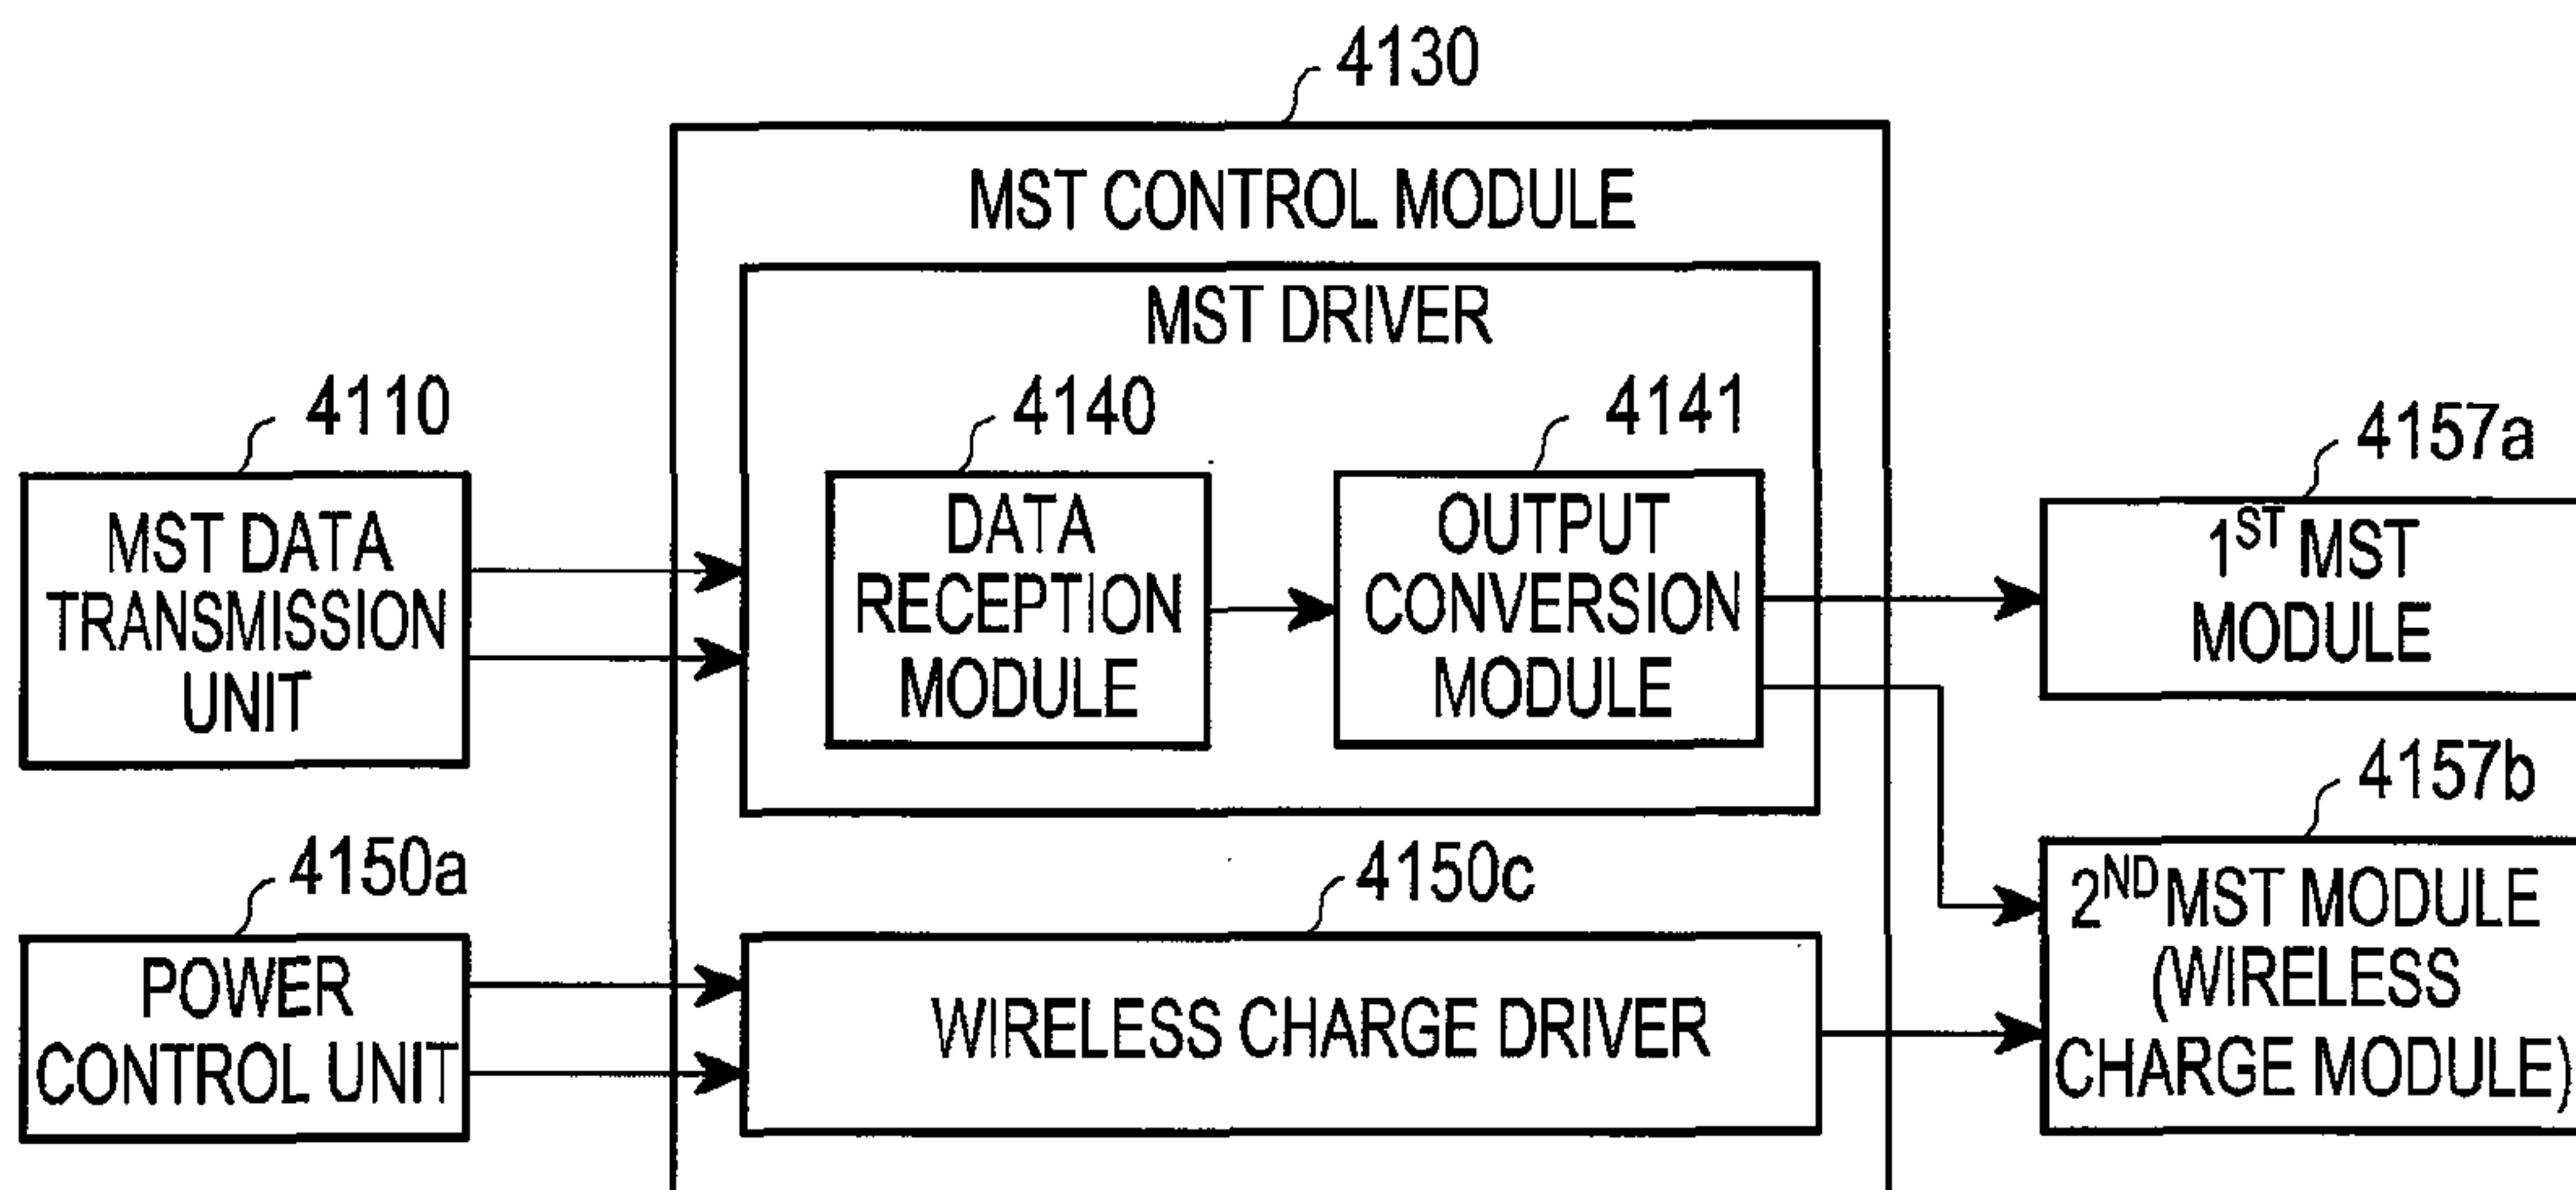 4130
MST CONTROL MODULE
MST DRIVER
4110
4140
4141
4157a
MST DATA
TRANSMISSION
UNIT
DATA
RECEPTION
MODULE
OUTPUT
CONVERSION
MODULE
1ST MST
MODULE
4150a
4150c
4157b
POWER
CONTROL UNIT
WIRELESS CHARGE DRIVER
2ND MST MODULE
(WIRELESS
CHARGE MODULE)